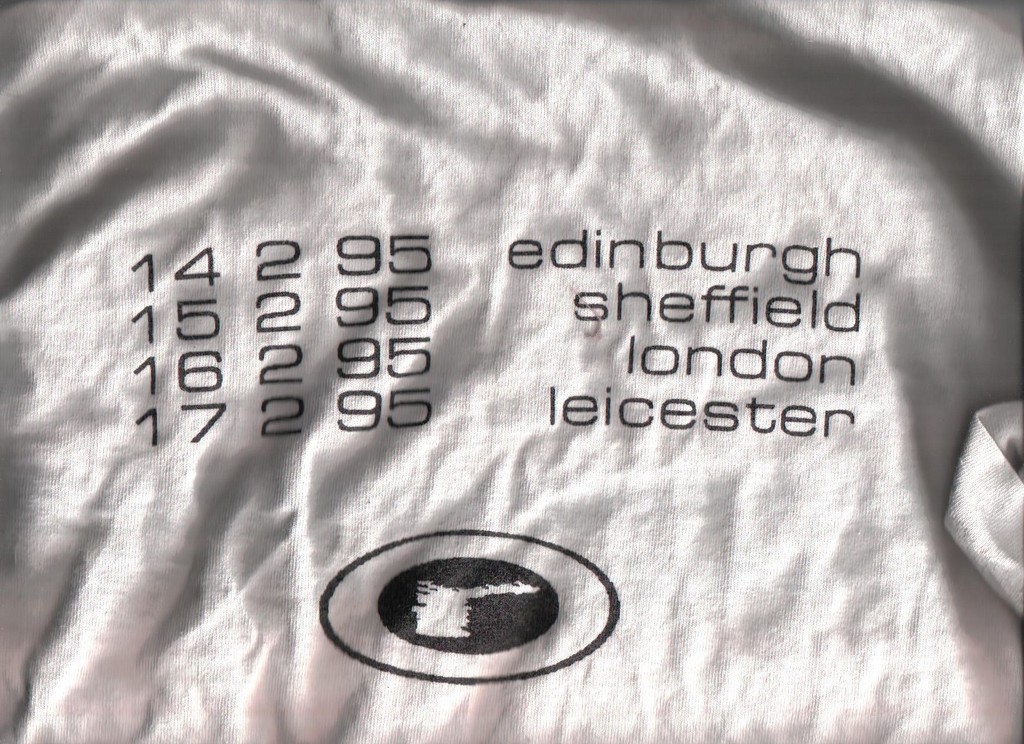 14 2 95 edinburgh
15 2 95 sheffield
16 2 95 london
17 2 95 leicester